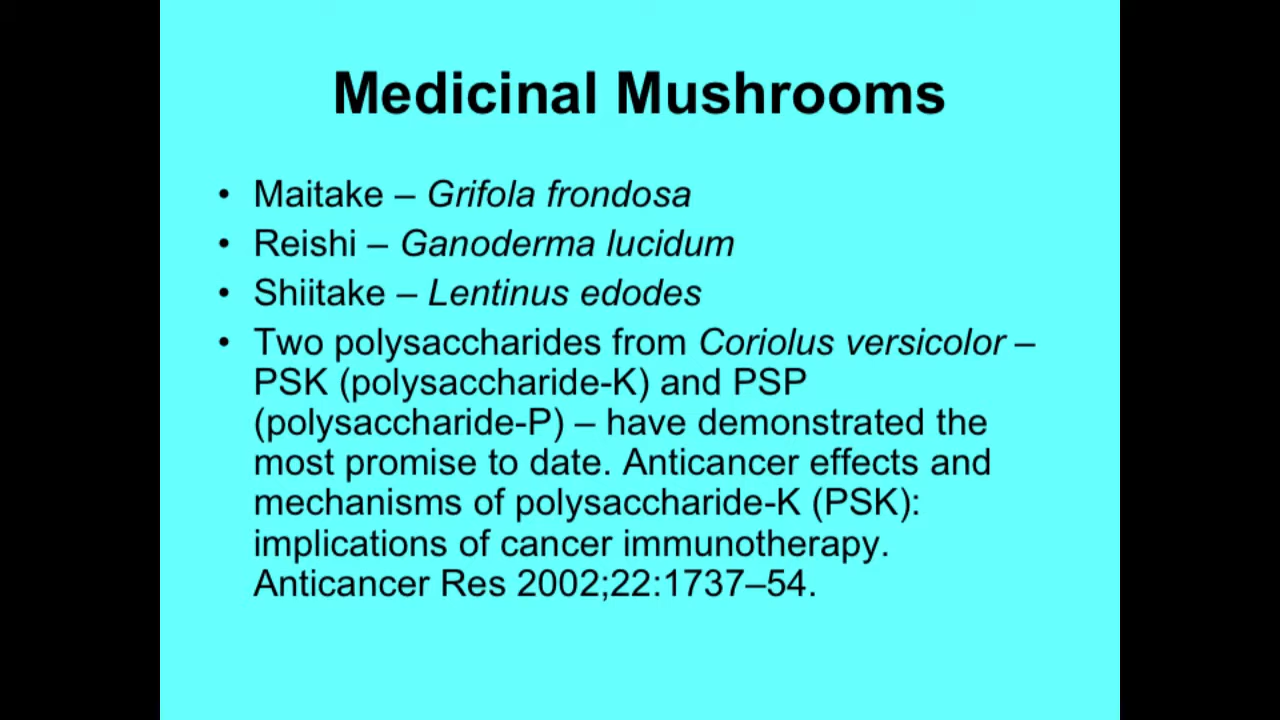 Medicinal Mushrooms
• Maitake – Grifola frondosa
• Reishi – Ganoderma lucidum
• Shiitake – Lentinus edodes
• Two polysaccharides from Coriolus versicolor –
PSK (polysaccharide-K) and PSP
(polysaccharide-P) – have demonstrated the
most promise to date. Anticancer effects and
mechanisms of polysaccharide-K (PSK):
implications of cancer immunotherapy.
Anticancer Res 2002;22:1737–54.